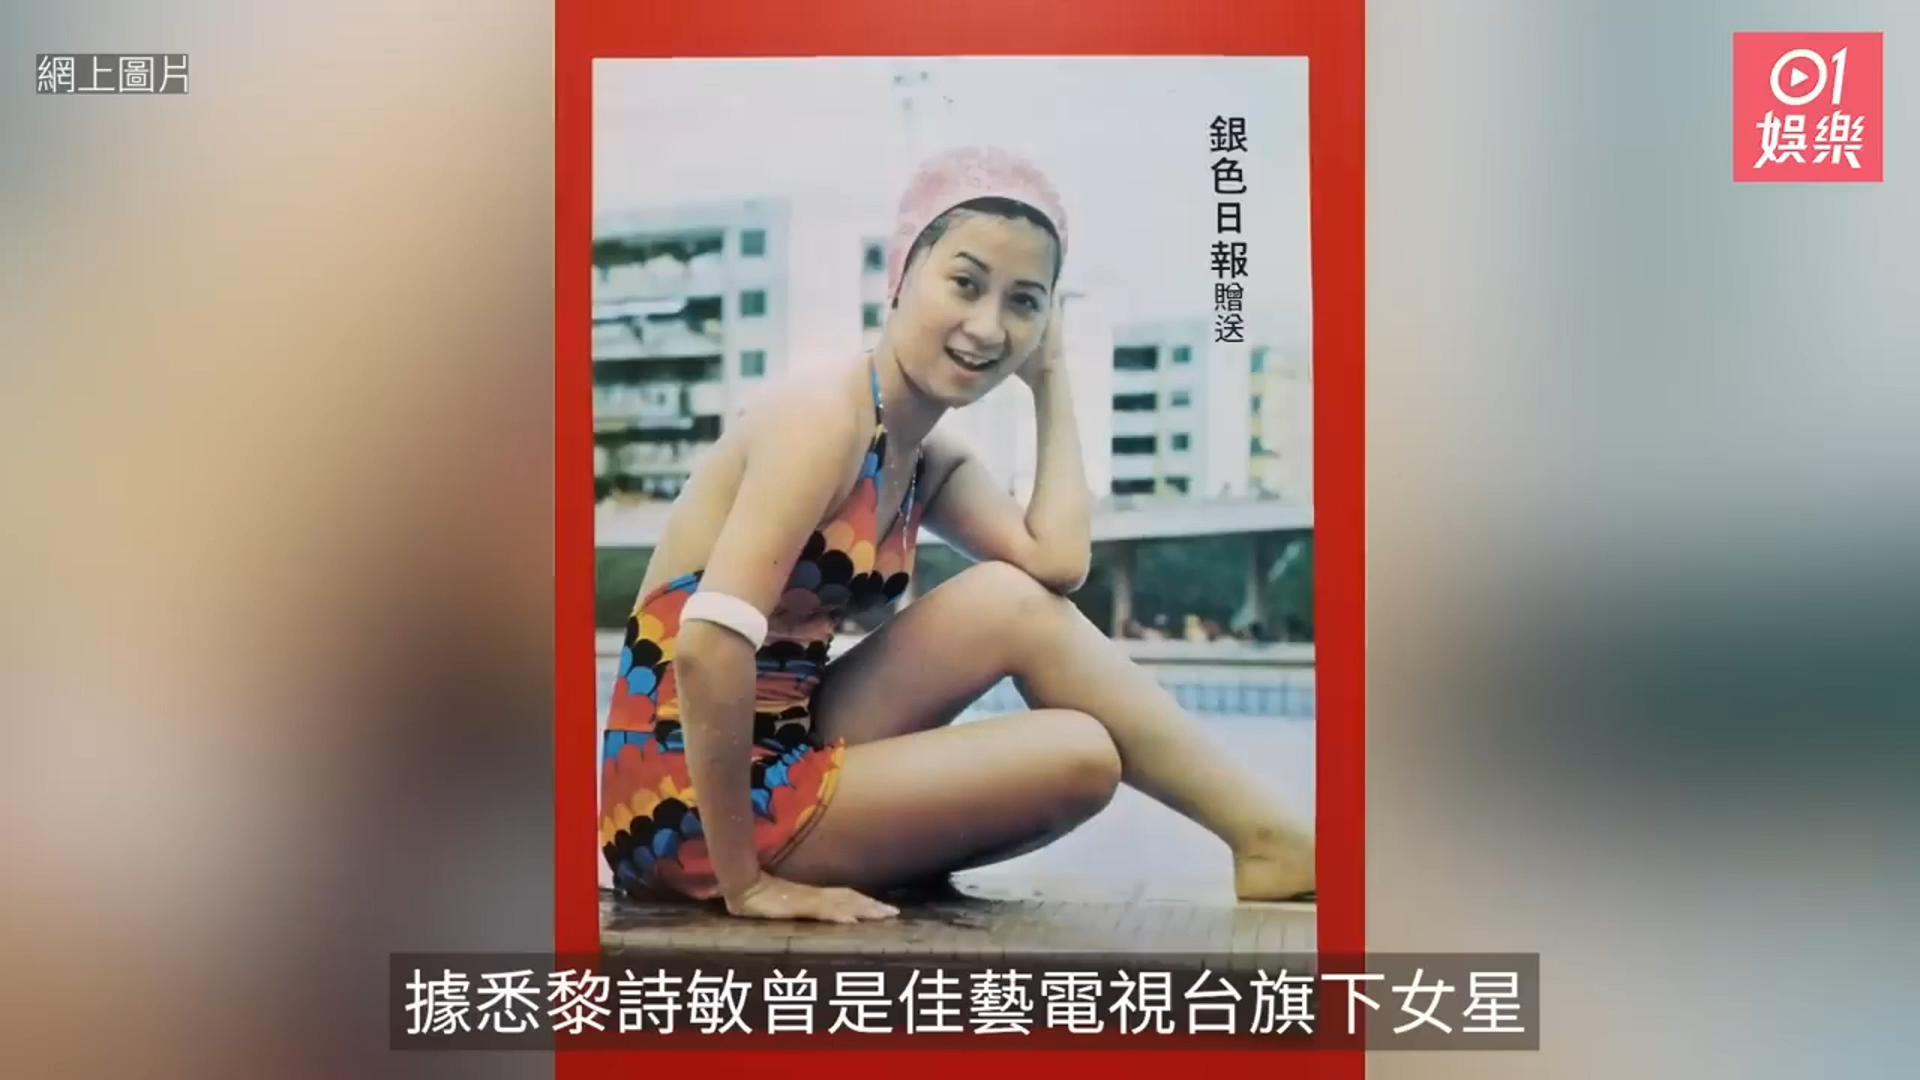 網上圖片
01
娛樂
銀色日報贈送
據悉黎詩敏曾是佳藝電視台旗下女星